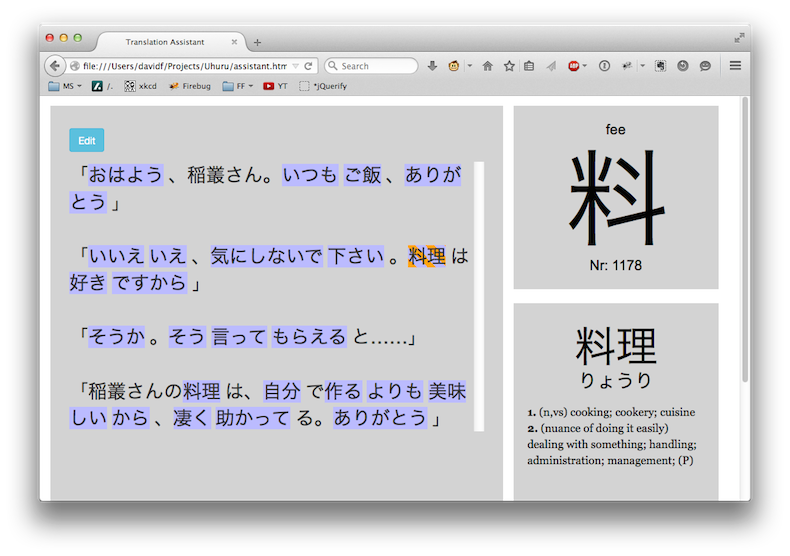 Translation Assistant
file:///Users/davidf/Projects/Uhuru/assistant.htm
Search
MS
/.
xkcd
Firebug
FF
YT
*jQuerify
Edit
「おはよう 、稲叢さん。いつも ご飯 、ありが
とう 」
「いいえ いえ 、気にしないで 下さい 。料理 は
好き ですから 」
「そうか 。そう 言って もらえる と……」
「稲叢さんの料理 は、自分 で作る よりも 美味
しい から 、凄く 助かって る。ありがとう 」
fee
料
Nr: 1178
料理
りょうり
1. (n,vs) cooking; cookery; cuisine
2. (nuance of doing it easily)
dealing with something; handling;
administration; management; (P)